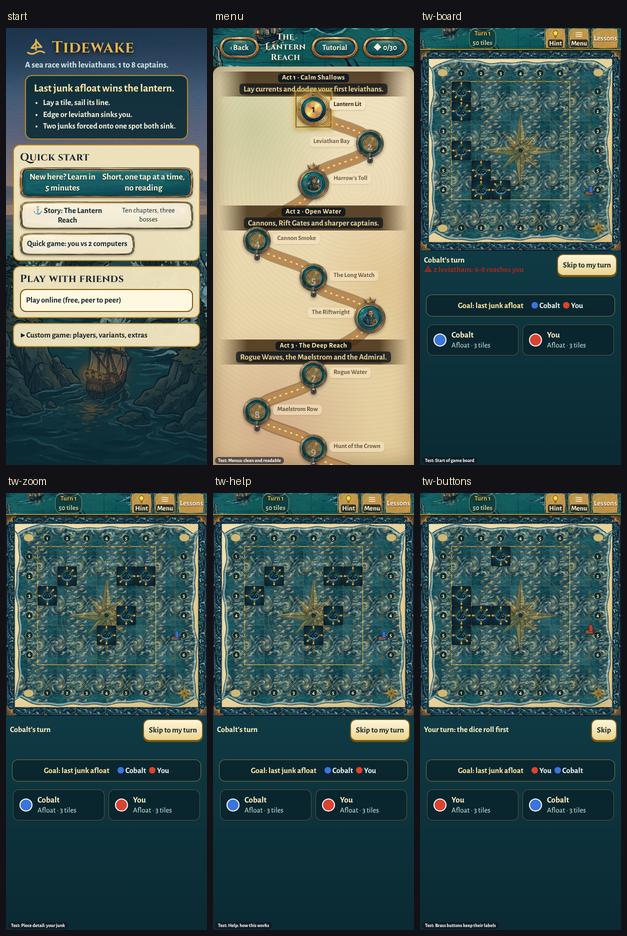 start
TIDEWAKE
A sea race with leviathans. 1 to 8 captains.
Last junk afloat wins the lantern.
• Lay a tile, sail its line.
• Edge or leviathan sinks you.
• Two junks forced onto one spot both sink.
QUICK START
New here? Learn in 5 minutes
Short, one tap at a time, no reading
Story: The Lantern Reach
Ten chapters, three bosses
Quick game: you vs 2 computers
PLAY WITH FRIENDS
Play online (free, peer to peer)
▸ Custom game: players, variants, extras
menu
‹ Back
THE LANTERN REACH
Tutorial
◆ 0/30
Act 1 · Calm Shallows
Lay currents and dodge your first leviathans.
1
Lantern Lit
Leviathan Bay
Harrow's Toll
Act 2 · Open Water
Cannons, Rift Gates and sharper captains.
Cannon Smoke
The Long Watch
The Riftwright
Act 3 · The Deep Reach
Rogue Waves, the Maelstrom and the Admiral.
Rogue Water
7
Maelstrom Row
8
Hunt of the Crown
9
Test: Menus: clean and readable
tw-board
Turn 1
50 tiles
Hint
Menu
Lessons
Cobalt's turn
2 leviathans: 6-8 reaches you
Skip to my turn
Goal: last junk afloat
Cobalt
You
Cobalt
Afloat · 3 tiles
You
Afloat · 3 tiles
Test: Start of game board
tw-zoom
Turn 1
50 tiles
Hint
Menu
Lessons
Cobalt's turn
Skip to my turn
Goal: last junk afloat
Cobalt
You
Cobalt
Afloat · 3 tiles
You
Afloat · 3 tiles
Test: Piece detail: your junk
tw-help
Turn 1
50 tiles
Hint
Menu
Lessons
Cobalt's turn
Skip to my turn
Goal: last junk afloat
Cobalt
You
Cobalt
Afloat · 3 tiles
You
Afloat · 3 tiles
Test: Help: how this works
tw-buttons
Turn 1
50 tiles
Hint
Menu
Lessons
Your turn: the dice roll first
Skip
Goal: last junk afloat
You
Cobalt
You
Afloat · 3 tiles
Cobalt
Afloat · 3 tiles
Test: Brass buttons keep their labels